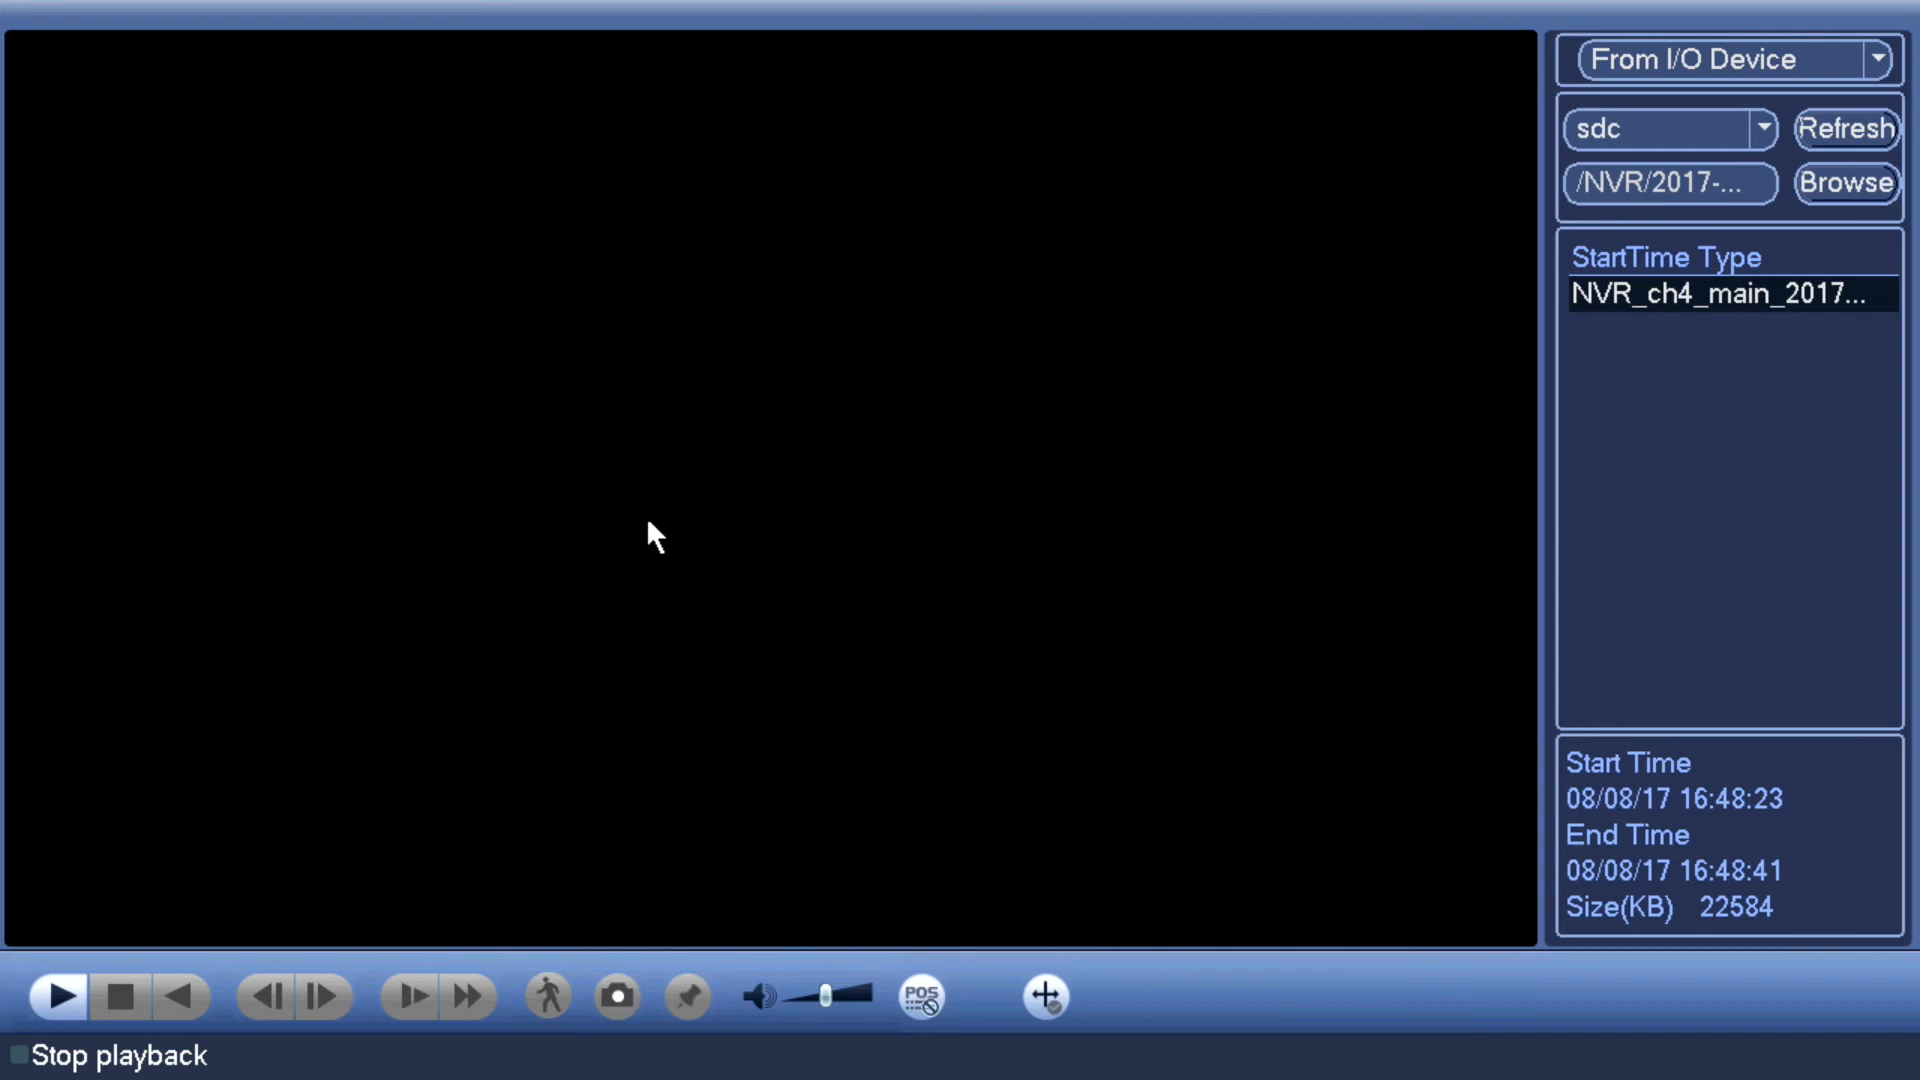 From I/O Device
sdc
Refresh
/NVR/2017-...
Browse
StartTime Type
NVR_ch4_main_2017...
Start Time
08/08/17 16:48:23
End Time
08/08/17 16:48:41
Size(KB) 22584
POS
Stop playback